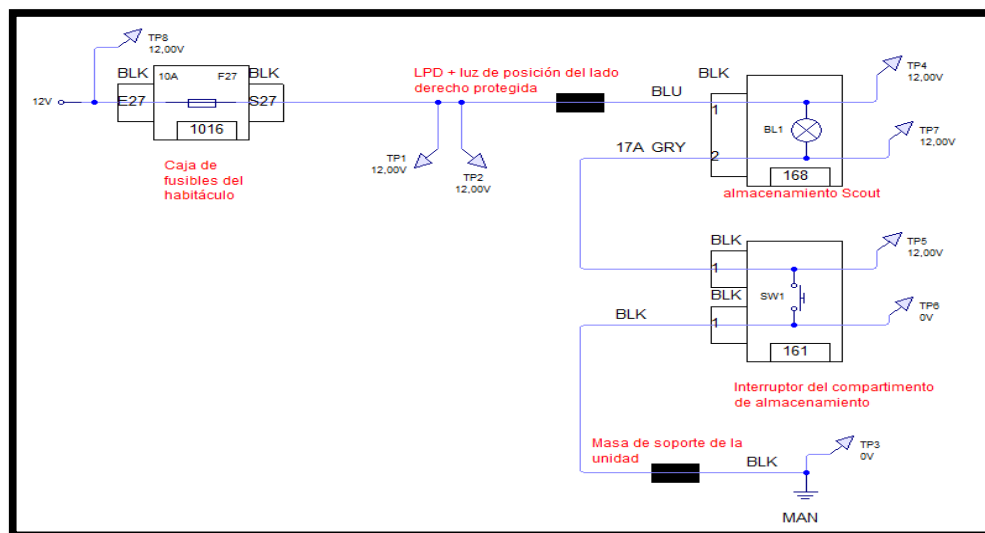 TP8
12,00V
BLK
10A
F27
BLK
12V
E27
S27
1016
Caja de
fusibles del
habitáculo
LPD + luz de posición del lado
derecho protegida
TP1
12,00V
TP2
12,00V
BLU
BLK
1
BL1
TP4
12,00V
TP7
12,00V
17A GRY
2
168
almacenamiento Scout
BLK
1
TP5
12,00V
BLK
SW1
TP6
0V
BLK
1
161
Interruptor del compartimento
de almacenamiento
Masa de soporte de la
unidad
BLK
TP3
0V
MAN